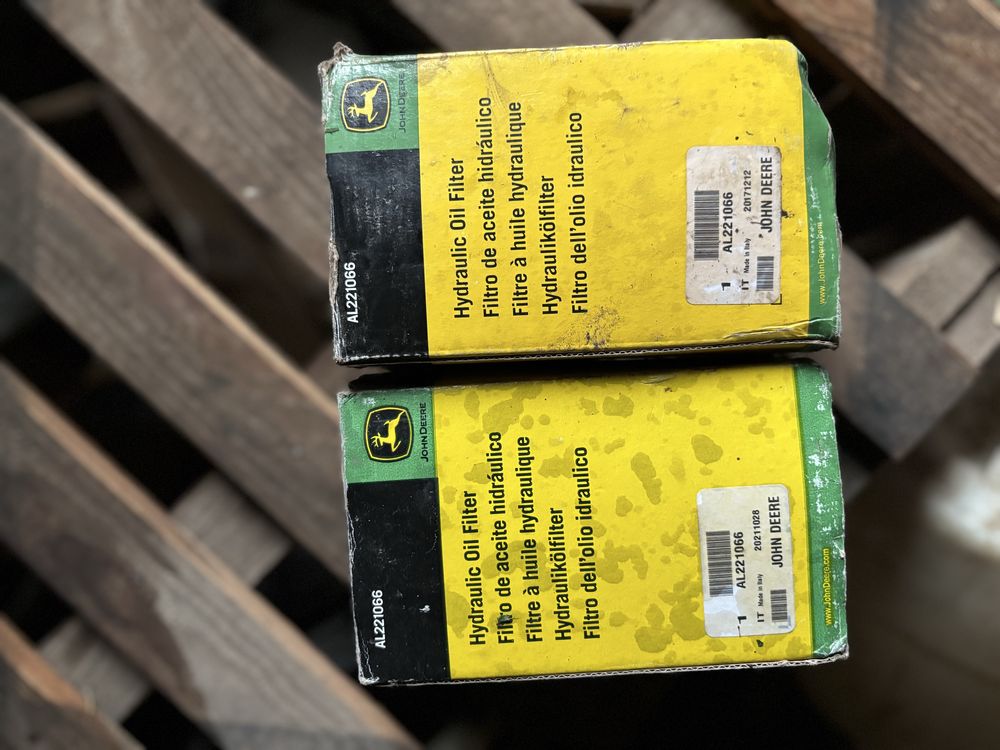 JOHN DEERE
AL221066
Hydraulic Oil Filter
Filtro de aceite hidráulico
Filtre à huile hydraulique
Hydraulikölfilter
Filtro dell'olio idraulico
1
AL221066
IT Made in Italy 20171212
JOHN DEERE
www.JohnDeere.com
JOHN DEERE
AL221066
Hydraulic Oil Filter
Filtro de aceite hidráulico
Filtre à huile hydraulique
Hydraulikölfilter
Filtro dell'olio idraulico
1
AL221066
IT Made in Italy 20211028
JOHN DEERE
www.JohnDeere.com